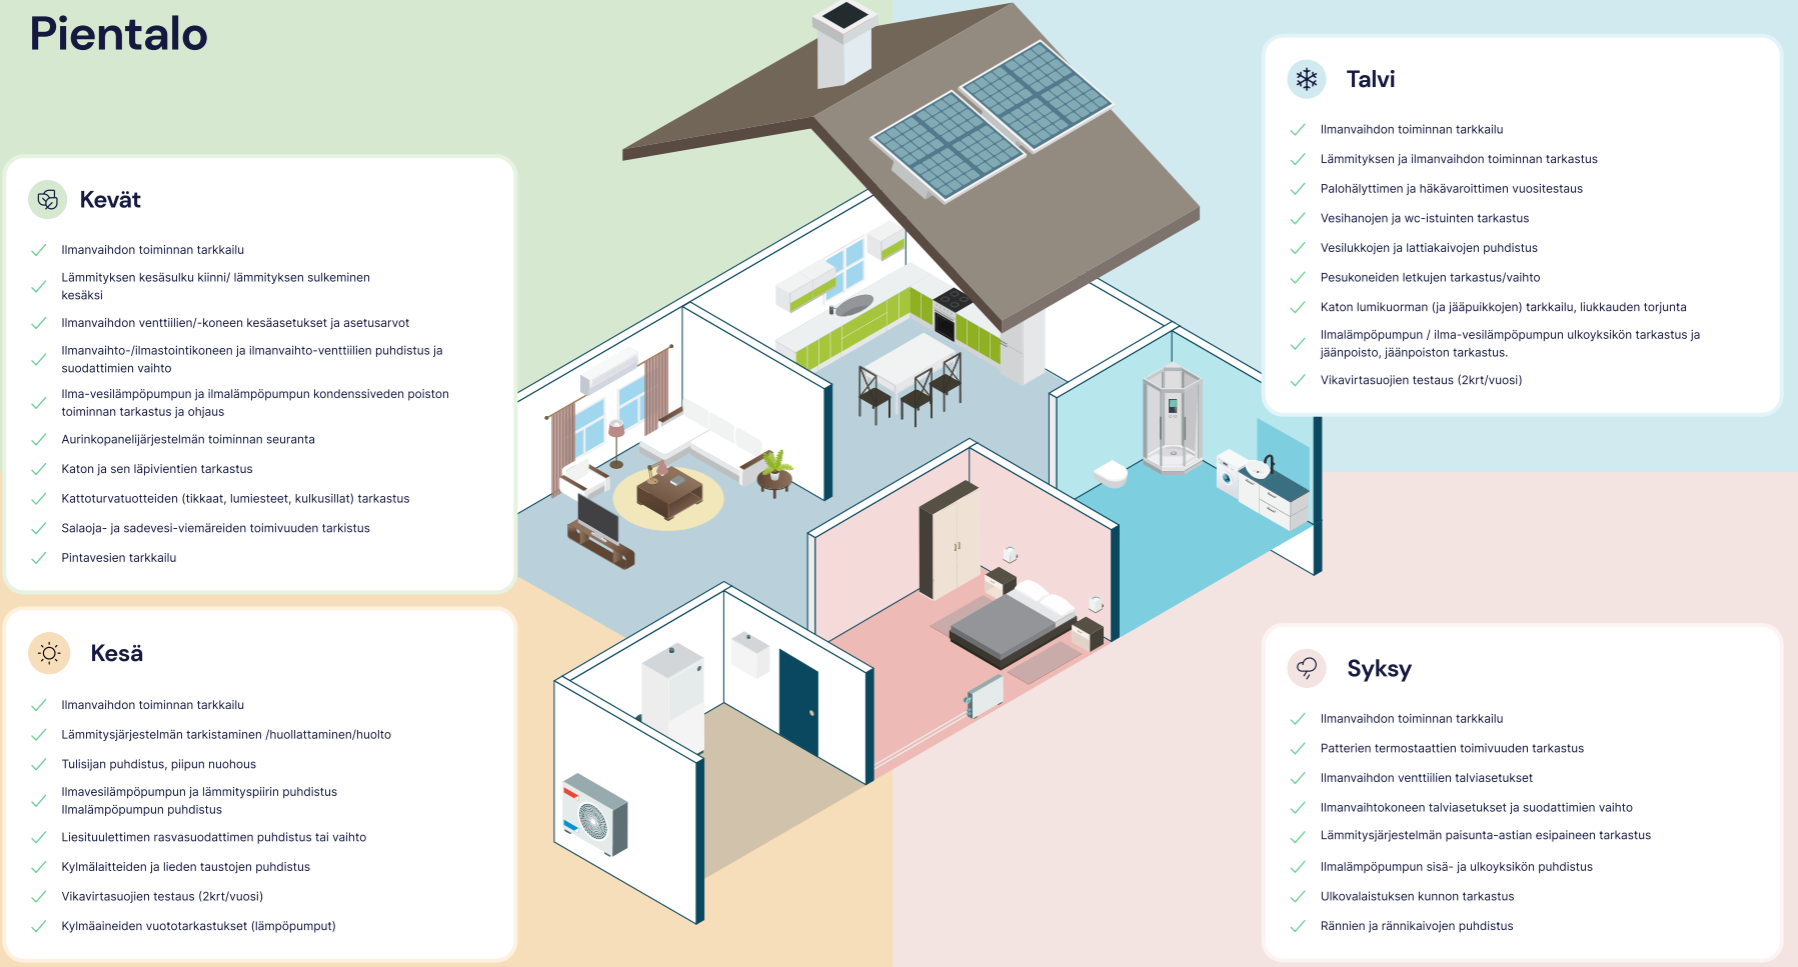 Pientalo
Kevät
Ilmanvaihdon toiminnan tarkkailu
Lämmityksen kesäsulku kiinni/ lämmityksen sulkeminen
kesäksi
Ilmanvaihdon venttiilien/-koneen kesäasetukset ja asetusarvot
Ilmanvaihto-/ilmastointikoneen ja ilmanvaihto-venttiilien puhdistus ja
suodattimien vaihto
Ilma-vesilämpöpumpun ja ilmalämpöpumpun kondenssiveden poiston
toiminnan tarkastus ja ohjaus
Aurinkopanelijärjestelmän toiminnan seuranta
Katon ja sen läpivientien tarkastus
Kattoturvatuotteiden (tikkaat, lumiesteet, kulkusillat) tarkastus
Salaoja- ja sadevesi-viemäreiden toimivuuden tarkistus
Pintavesien tarkkailu
Kesä
Ilmanvaihdon toiminnan tarkkailu
Lämmitysjärjestelmän tarkistaminen /huollattaminen/huolto
Tulisijan puhdistus, piipun nuohous
Ilmavesilämpöpumpun ja lämmityspiirin puhdistus
Ilmalämpöpumpun puhdistus
Liesituulettimen rasvasuodattimen puhdistus tai vaihto
Kylmälaitteiden ja lieden taustojen puhdistus
Vikavirtasuojien testaus (2krt/vuosi)
Kylmäaineiden vuototarkastukset (lämpöpumput)
Talvi
Ilmanvaihdon toiminnan tarkkailu
Lämmityksen ja ilmanvaihdon toiminnan tarkastus
Palohälyttimen ja häkävaroittimen vuositestaus
Vesihanojen ja wc-istuinten tarkastus
Vesilukkojen ja lattiakaivojen puhdistus
Pesukoneiden letkujen tarkastus/vaihto
Katon lumikuorman (ja jääpuikkojen) tarkkailu, liukkauden torjunta
Ilmalämpöpumpun / ilma-vesilämpöpumpun ulkoyksikön tarkastus ja
jäänpoisto, jäänpoiston tarkastus.
Vikavirtasuojien testaus (2krt/vuosi)
Syksy
Ilmanvaihdon toiminnan tarkkailu
Patterien termostaattien toimivuuden tarkastus
Ilmanvaihdon venttiilien talviasetukset
Ilmanvaihtokoneen talviasetukset ja suodattimien vaihto
Lämmitysjärjestelmän paisunta-astian esipaineen tarkastus
Ilmalämpöpumpun sisä- ja ulkoyksikön puhdistus
Ulkovalaistuksen kunnon tarkastus
Rännien ja rännikaivojen puhdistus